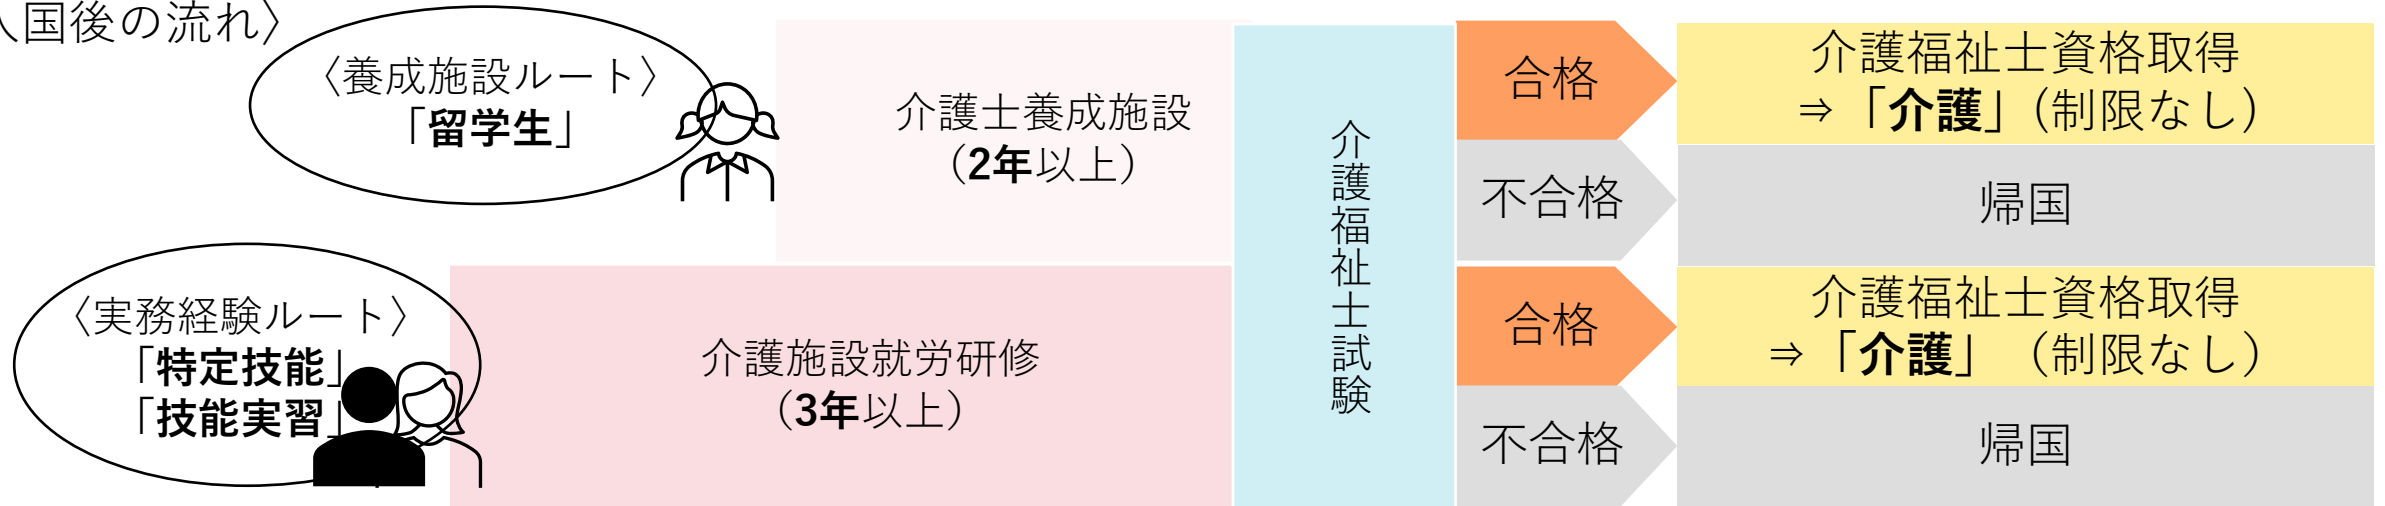 入国後の流れ〉
〈養成施設ルート〉
「留学生」
介護士養成施設
（2年以上）
〈実務経験ルート〉
「特定技能」
「技能実習」
介護施設就労研修
（3年以上）
介護福祉士試験
合格
介護福祉士資格取得
⇒「介護」（制限なし）
不合格
帰国
合格
介護福祉士資格取得
⇒「介護」（制限なし）
不合格
帰国